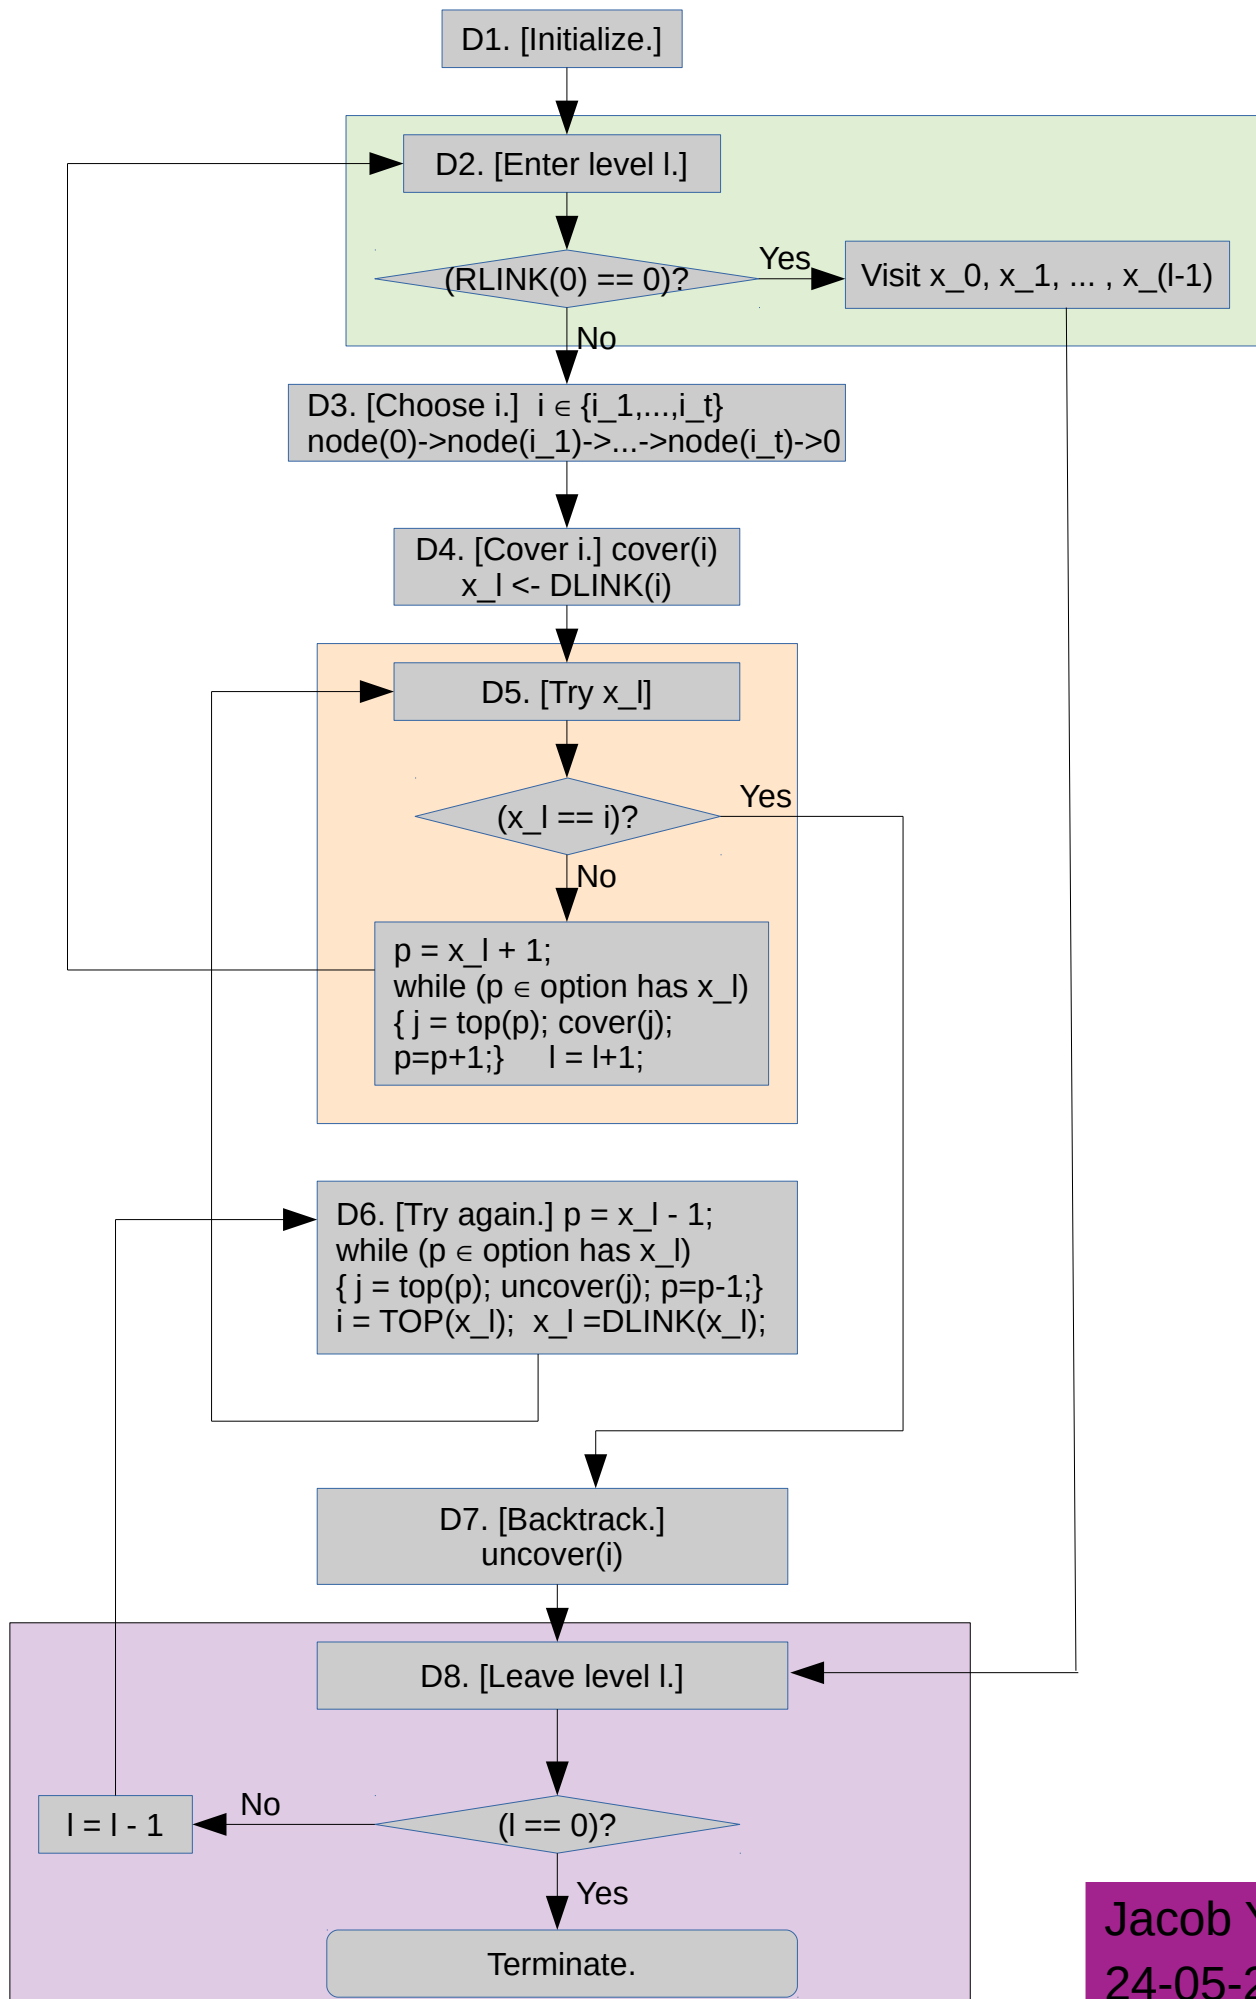 D1. [Initialize.]
D2. [Enter level l.]
(RLINK(0) == 0)?
Yes
Visit x_0, x_1, ... , x_(l-1)
No
D3. [Choose i.]  i ∈ {i_1,...,i_t}
node(0)->node(i_1)->...->node(i_t)->0
D4. [Cover i.] cover(i)
x_l <- DLINK(i)
D5. [Try x_l]
(x_l == i)?
Yes
No
p = x_l + 1;
while (p ∈ option has x_l)
{ j = top(p); cover(j);
p=p+1;}     l = l+1;
D6. [Try again.] p = x_l - 1;
while (p ∈ option has x_l)
{ j = top(p); uncover(j); p=p-1;}
i = TOP(x_l);  x_l =DLINK(x_l);
D7. [Backtrack.]
uncover(i)
D8. [Leave level l.]
(l == 0)?
No
l = l - 1
Yes
Terminate.
Jacob
24-05-